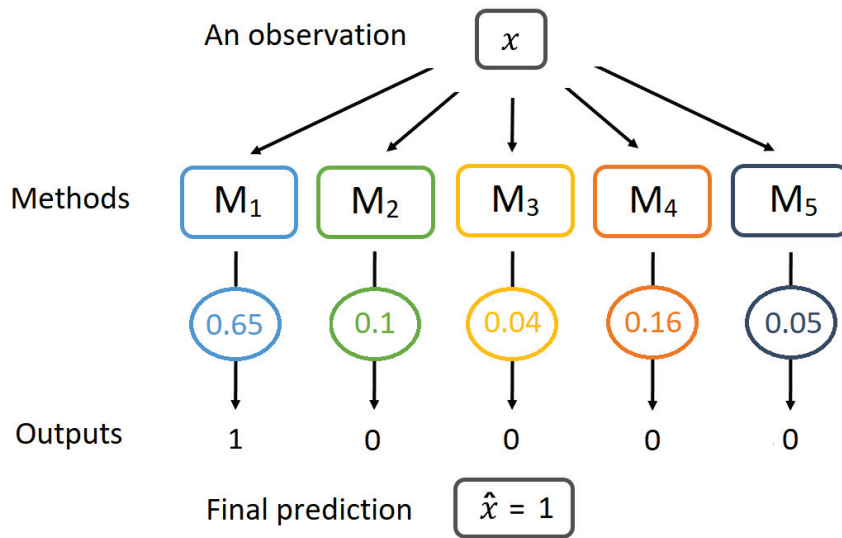 An observation x
Methods M₁ M₂ M₃ M₄ M₅
0.65 0.1 0.04 0.16 0.05
Outputs 1 0 0 0 0
Final prediction x̂ = 1